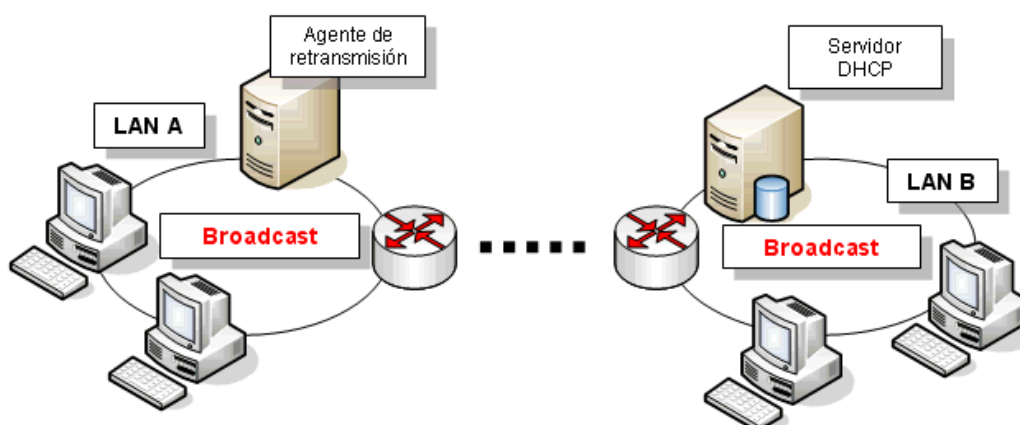 Agente de
retransmisión
Servidor
DHCP
LAN A
LAN B
Broadcast
Broadcast